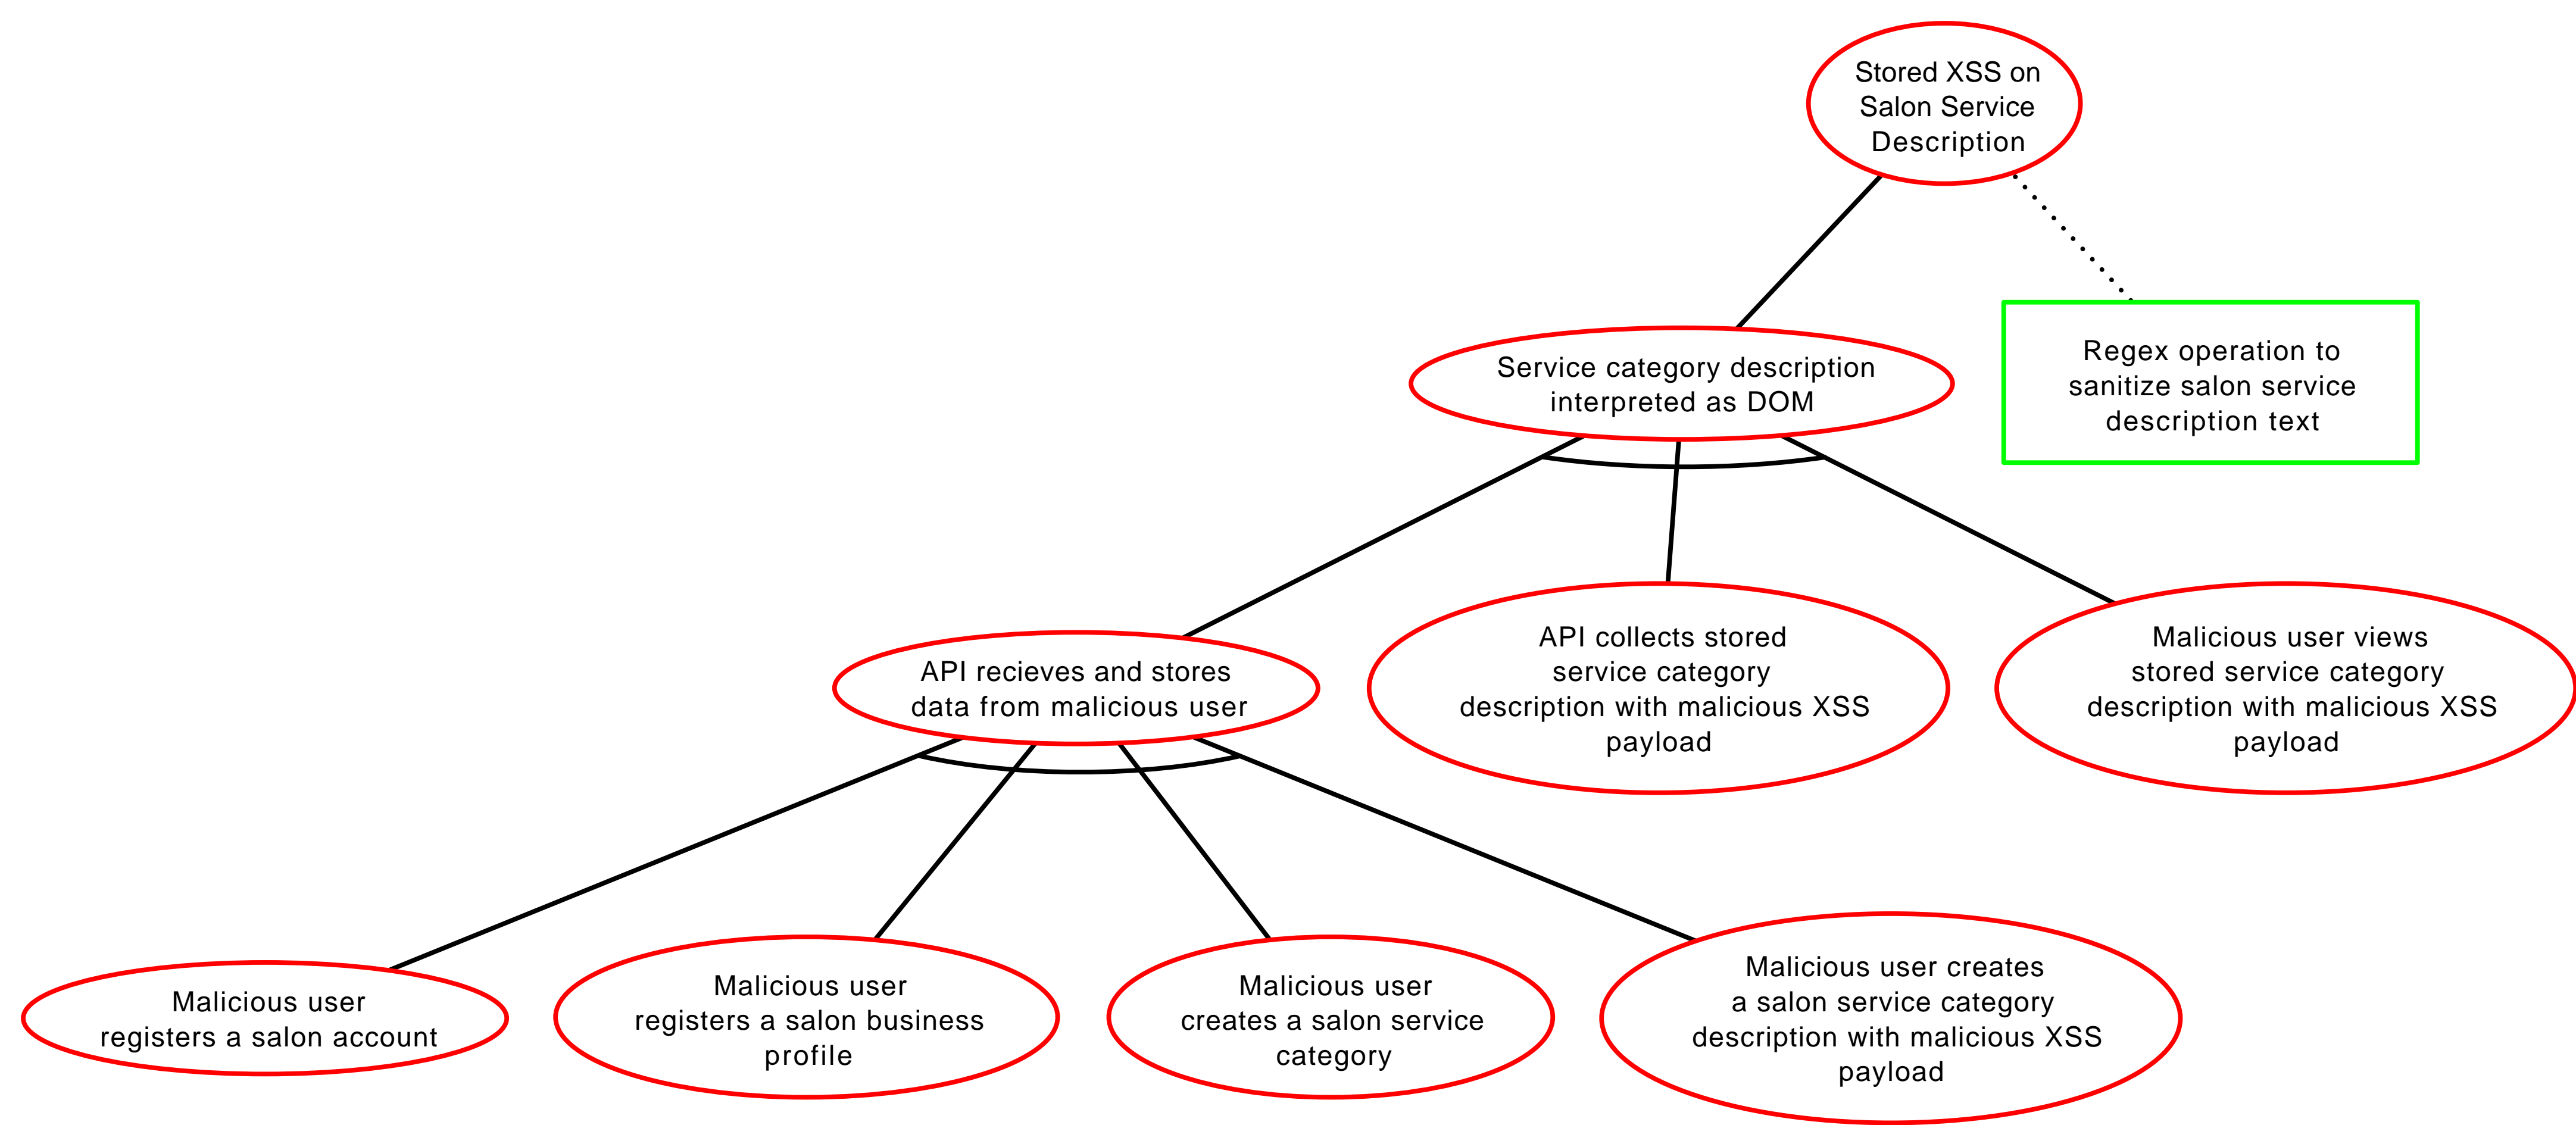 Stored XSS on
Salon Service
Description
Service category description
interpreted as DOM
Regex operation to
sanitize salon service
description text
API recieves and stores
data from malicious user
API collects stored
service category
description with malicious XSS
payload
Malicious user views
stored service category
description with malicious XSS
payload
Malicious user
registers a salon account
Malicious user
registers a salon business
profile
Malicious user
creates a salon service
category
Malicious user creates
a salon service category
description with malicious XSS
payload